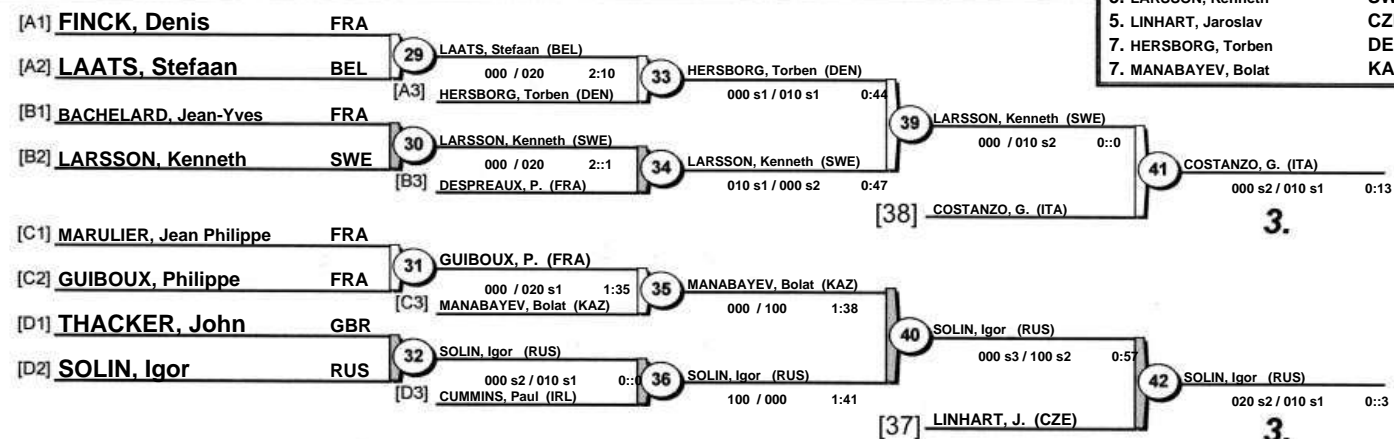 [A1] FINCK, Denis FRA
[A2] LAATS, Stefaan BEL
[B1] BACHELARD, Jean-Yves FRA
[B2] LARSSON, Kenneth SWE
[C1] MARULIER, Jean Philippe FRA
[C2] GUIBOUX, Philippe FRA
[D1] THACKER, John GBR
[D2] SOLIN, Igor RUS
29
LAATS, Stefaan (BEL)
000 / 020 2:10
[A3] HERSBORG, Torben (DEN)
30
LARSSON, Kenneth (SWE)
000 / 020 2::1
[B3] DESPREAUX, P. (FRA)
31
GUIBOUX, P. (FRA)
000 / 020 s1 1:35
[C3] MANABAYEV, Bolat (KAZ)
32
SOLIN, Igor (RUS)
000 s2 / 010 s1 0::0
[D3] CUMMINS, Paul (IRL)
33
HERSBORG, Torben (DEN)
000 s1 / 010 s1 0:44
34
LARSSON, Kenneth (SWE)
010 s1 / 000 s2 0:47
35
MANABAYEV, Bolat (KAZ)
000 / 100 1:38
36
SOLIN, Igor (RUS)
100 / 000 1:41
39
LARSSON, Kenneth (SWE)
000 / 010 s2 0::0
[38] COSTANZO, G. (ITA)
40
SOLIN, Igor (RUS)
000 s3 / 100 s2 0:57
[37] LINHART, J. (CZE)
41
COSTANZO, G. (ITA)
000 s2 / 010 s1 0:13
3.
42
SOLIN, Igor (RUS)
020 s2 / 010 s1 0::3
3.
5. LINHART, Jaroslav CZE
7. HERSBORG, Torben DE
7. MANABAYEV, Bolat KA